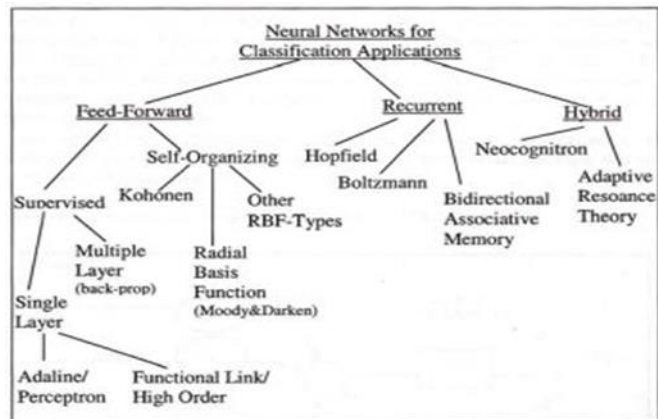 Neural Networks for
Classification Applications
Feed-Forward
Recurrent
Hybrid
Self-Organizing
Hopfield
Neocognitron
Supervised
Kohonen
Other
RBF-Types
Boltzmann
Bidirectional
Associative
Memory
Adaptive
Resoance
Theory
Multiple
Layer
(back-prop)
Radial
Basis
Function
(Moody&Darken)
Single
Layer
Adaline/
Perceptron
Functional Link/
High Order